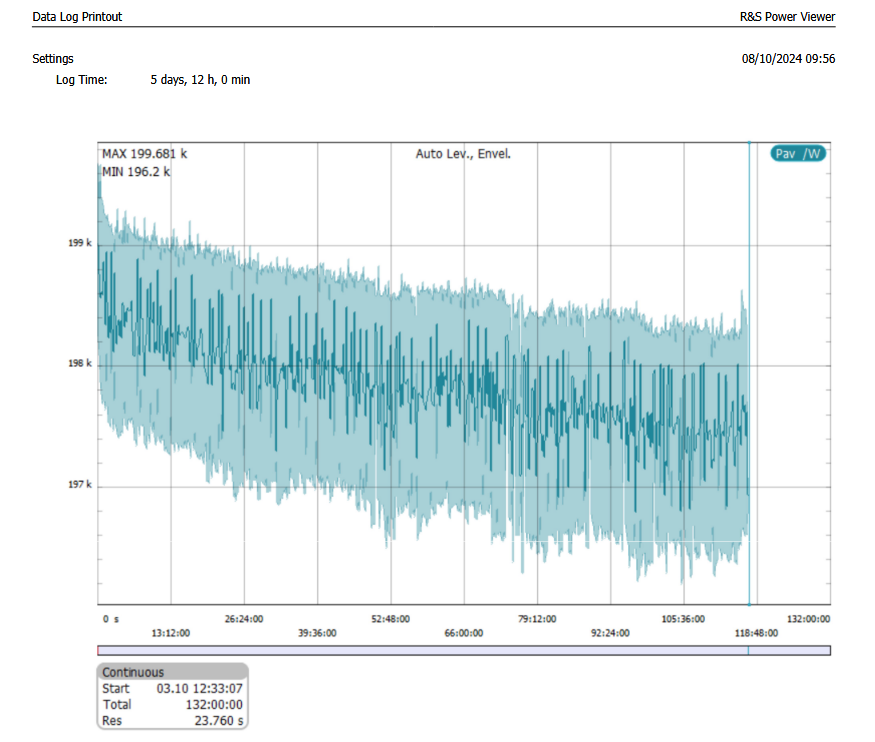 Data Log Printout R&S Power Viewer
Settings 08/10/2024 09:56
Log Time: 5 days, 12 h, 0 min
MAX 199.681 k Auto Lev., Envel. Pav /W
MIN 196.2 k
199 k
198 k
197 k
0 s 26:24:00 52:48:00 79:12:00 105:36:00 132:00:00
13:12:00 39:36:00 66:00:00 92:24:00 118:48:00
Continuous
Start 03.10 12:33:07
Total 132:00:00
Res 23.760 s